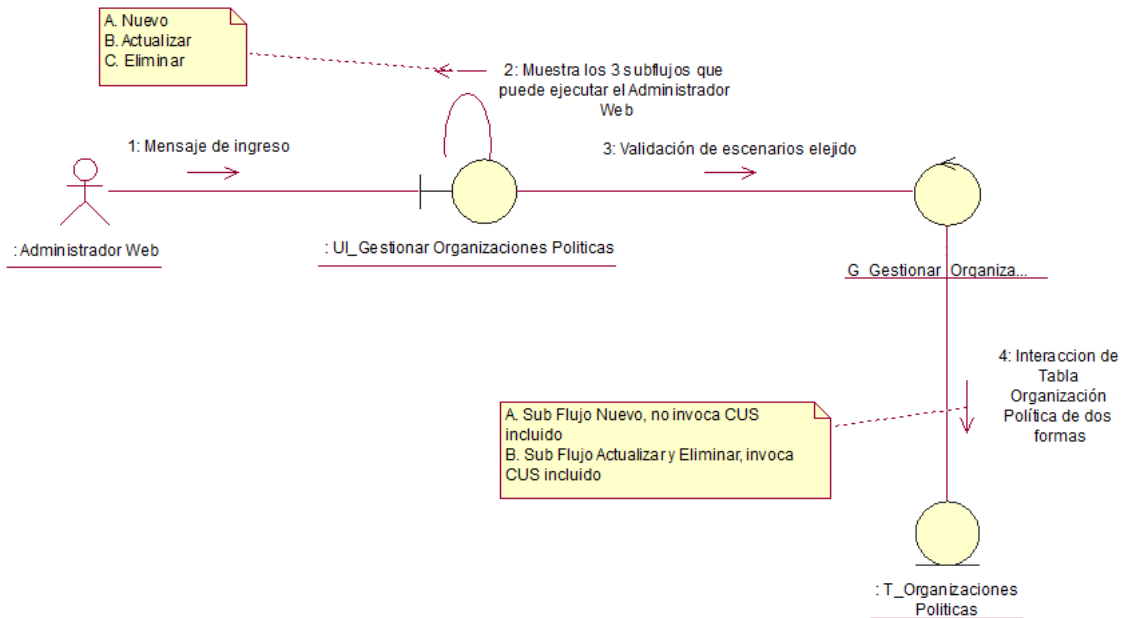 A. Nuevo
B. Actualizar
C. Eliminar
2: Muestra los 3 subflujos que
puede ejecutar el Administrador
Web
1: Mensaje de ingreso
3: Validación de escenarios elejido
: Administrador Web
: UI_Gestionar Organizaciones Politicas
G_Gestionar_Organiza...
4: Interaccion de
Tabla
Organización
Política de dos
formas
A. Sub Flujo Nuevo, no invoca CUS
incluido
B. Sub Flujo Actualizar y Eliminar, invoca
CUS incluido
: T_Organizaciones
Politicas